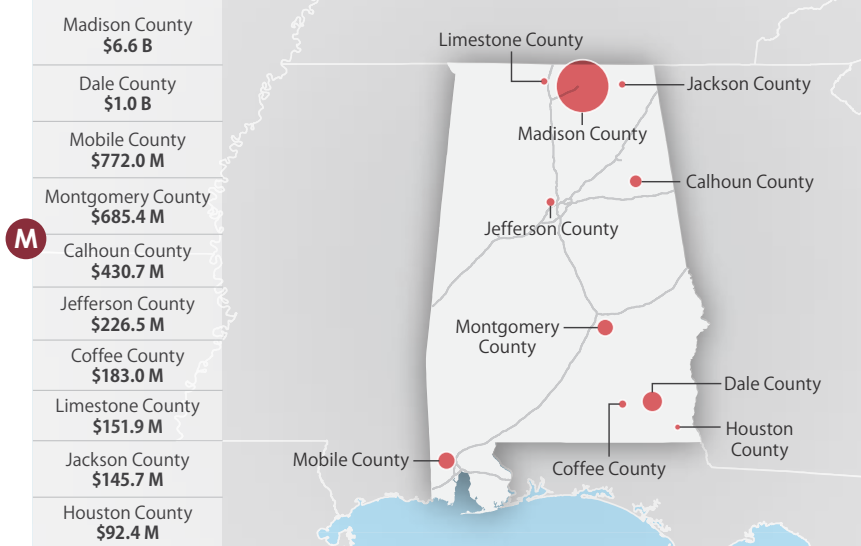 Madison County
$6.6 B
Dale County
$1.0 B
Mobile County
$772.0 M
Montgomery County
$685.4 M
M
Calhoun County
$430.7 M
Jefferson County
$226.5 M
Coffee County
$183.0 M
Limestone County
$151.9 M
Jackson County
$145.7 M
Houston County
$92.4 M
Limestone County
Jackson County
Madison County
Calhoun County
Jefferson County
Montgomery
County
Dale County
Houston
County
Mobile County
Coffee County